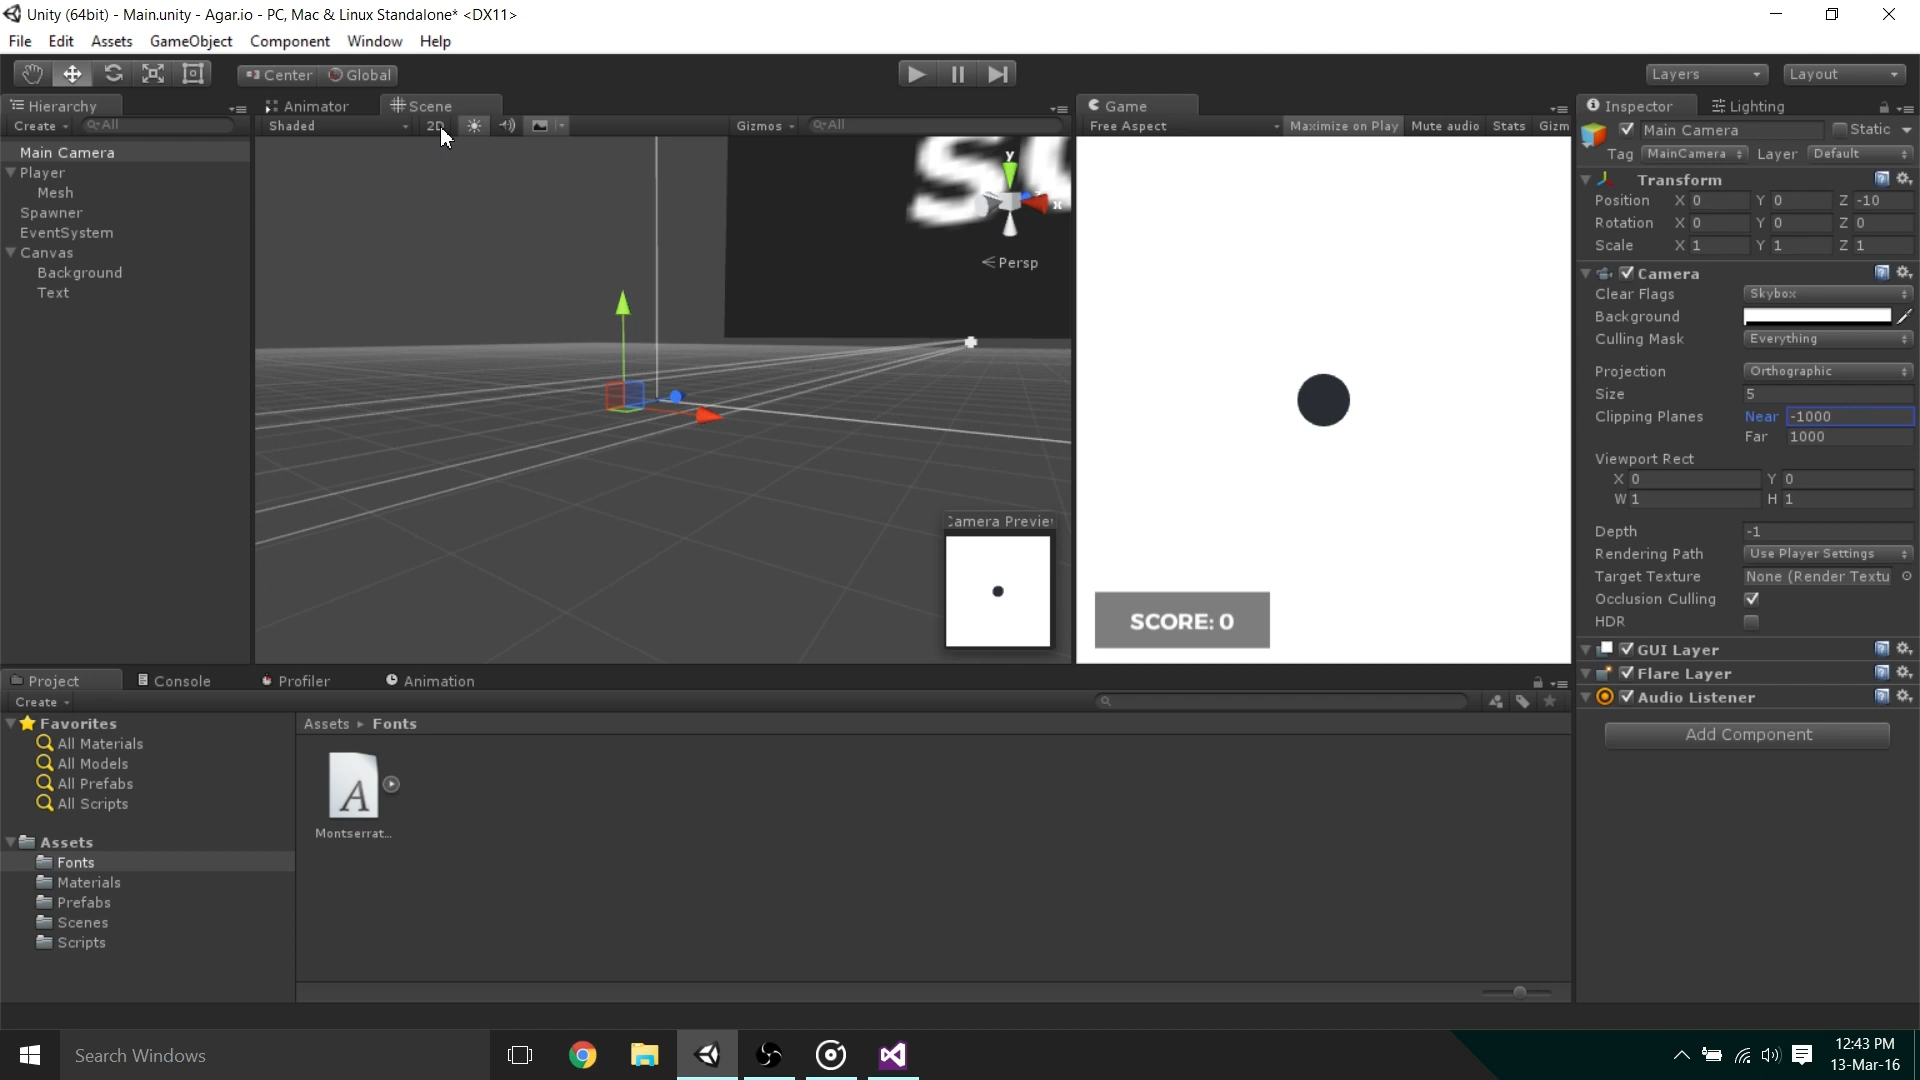 Unity (64bit) - Main.unity - Agar.io - PC, Mac & Linux Standalone* <DX11>
File Edit Assets GameObject Component Window Help
Center Global
Layers Layout
Hierarchy
Create All
Main Camera
Player
Mesh
Spawner
EventSystem
Canvas
Background
Text
Animator Scene
Shaded 2D Gizmos All
y
x
Persp
Camera Preview
Game
Free Aspect Maximize on Play Mute audio Stats Gizm
SCORE: 0
Inspector Lighting
Main Camera Static
Tag MainCamera Layer Default
Transform
Position X 0 Y 0 Z -10
Rotation X 0 Y 0 Z 0
Scale X 1 Y 1 Z 1
Camera
Clear Flags Skybox
Background
Culling Mask Everything
Projection Orthographic
Size 5
Clipping Planes Near -1000
Far 1000
Viewport Rect
X 0 Y 0
W 1 H 1
Depth -1
Rendering Path Use Player Settings
Target Texture None (Render Textu
Occlusion Culling
HDR
GUI Layer
Flare Layer
Audio Listener
Add Component
Project Console Profiler Animation
Create
Favorites
All Materials
All Models
All Prefabs
All Scripts
Assets
Fonts
Materials
Prefabs
Scenes
Scripts
Assets Fonts
A
Montserrat...
Search Windows
12:43 PM
13-Mar-16